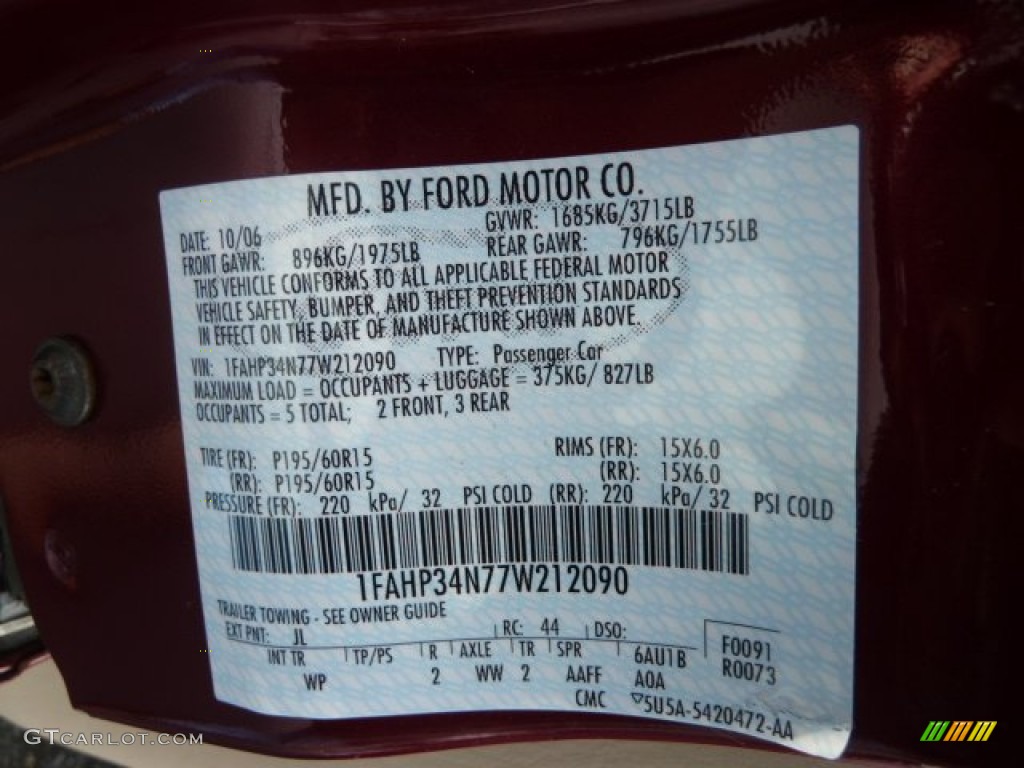 MFD. BY FORD MOTOR CO.
DATE: 10/06 GVWR: 1685KG/3715LB
FRONT GAWR: 896KG/1975LB REAR GAWR: 796KG/1755LB
THIS VEHICLE CONFORMS TO ALL APPLICABLE FEDERAL MOTOR
VEHICLE SAFETY, BUMPER, AND THEFT PREVENTION STANDARDS
IN EFFECT ON THE DATE OF MANUFACTURE SHOWN ABOVE.
VIN: 1FAHP34N77W212090 TYPE: Passenger Car
MAXIMUM LOAD = OCCUPANTS + LUGGAGE = 375KG/ 827LB
OCCUPANTS = 5 TOTAL; 2 FRONT, 3 REAR
TIRE (FR): P195/60R15 RIMS (FR): 15X6.0
(RR): P195/60R15 (RR): 15X6.0
PRESSURE (FR): 220 kPa/ 32 PSI COLD (RR): 220 kPa/ 32 PSI COLD
1FAHP34N77W212090
TRAILER TOWING - SEE OWNER GUIDE
EXT PNT: JL RC: 44 DSO: F0091
INT TR TP/PS R AXLE TR SPR 6AU1B R0073
WP 2 WW 2 AAFF A0A
CMC ▽5U5A-5420472-AA
GTCARLOT.COM